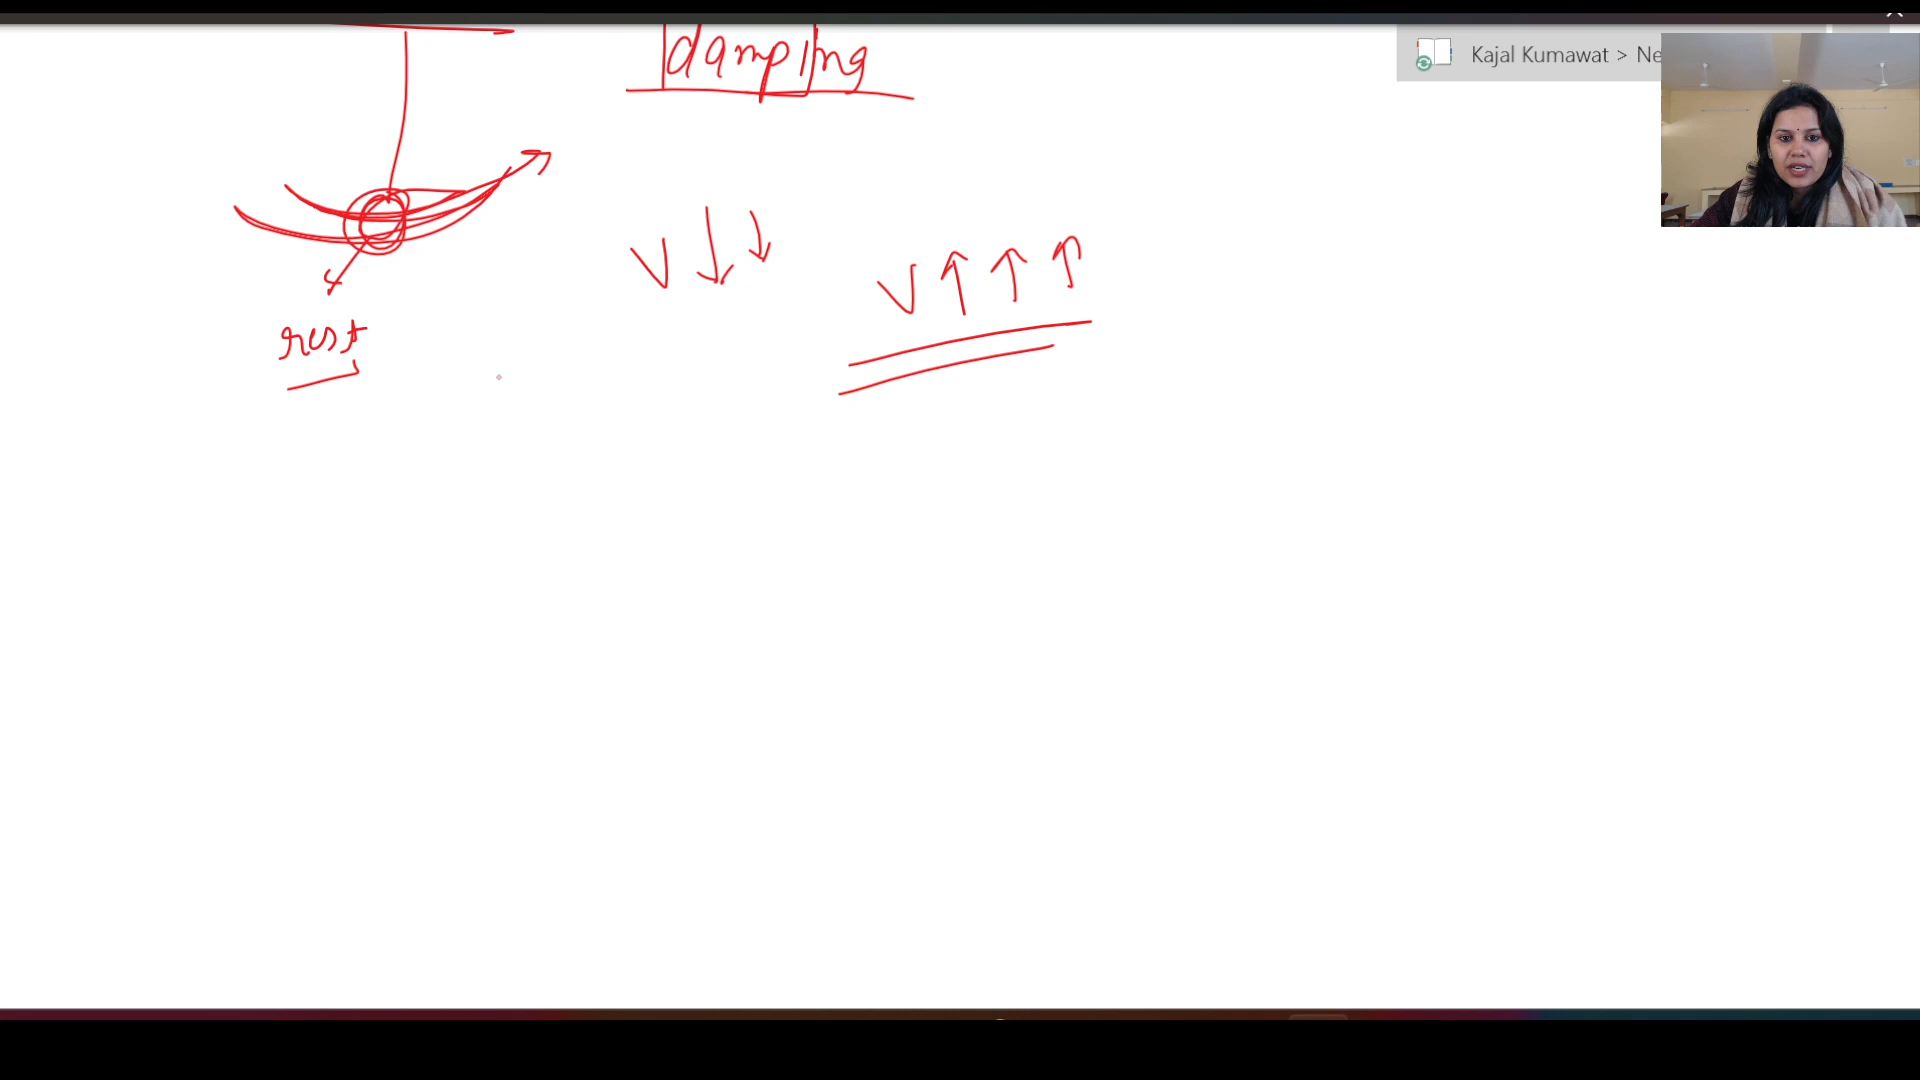 damping
Kajal Kumawat > Ne
V ↓ ↓
V ↑ ↑ ↑
rest